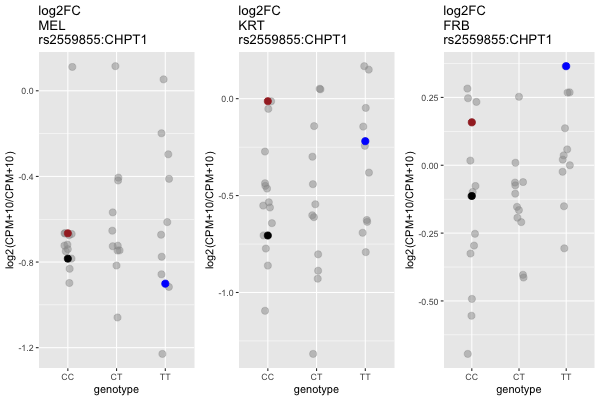 log2FC
MEL
rs2559855:CHPT1
log2(CPM+10/CPM+10)
0.0
-0.4
-0.8
-1.2
CC
CT
TT
genotype
log2FC
KRT
rs2559855:CHPT1
log2(CPM+10/CPM+10)
0.0
-0.5
-1.0
CC
CT
TT
genotype
log2FC
FRB
rs2559855:CHPT1
log2(CPM+10/CPM+10)
0.25
0.00
-0.25
-0.50
CC
CT
TT
genotype